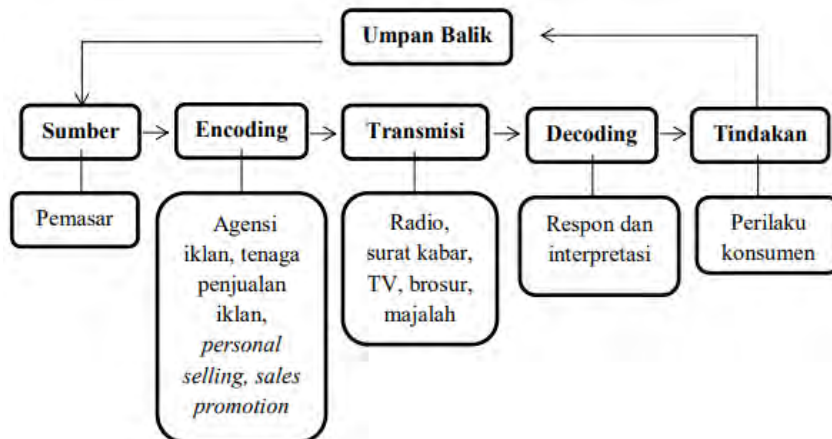 Umpan Balik
Sumber
Encoding
Transmisi
Decoding
Tindakan
Pemasar
Agensi
iklan, tenaga
penjualan
iklan,
personal
selling, sales
promotion
Radio,
surat kabar,
TV, brosur,
majalah
Respon dan
interpretasi
Perilaku
konsumen